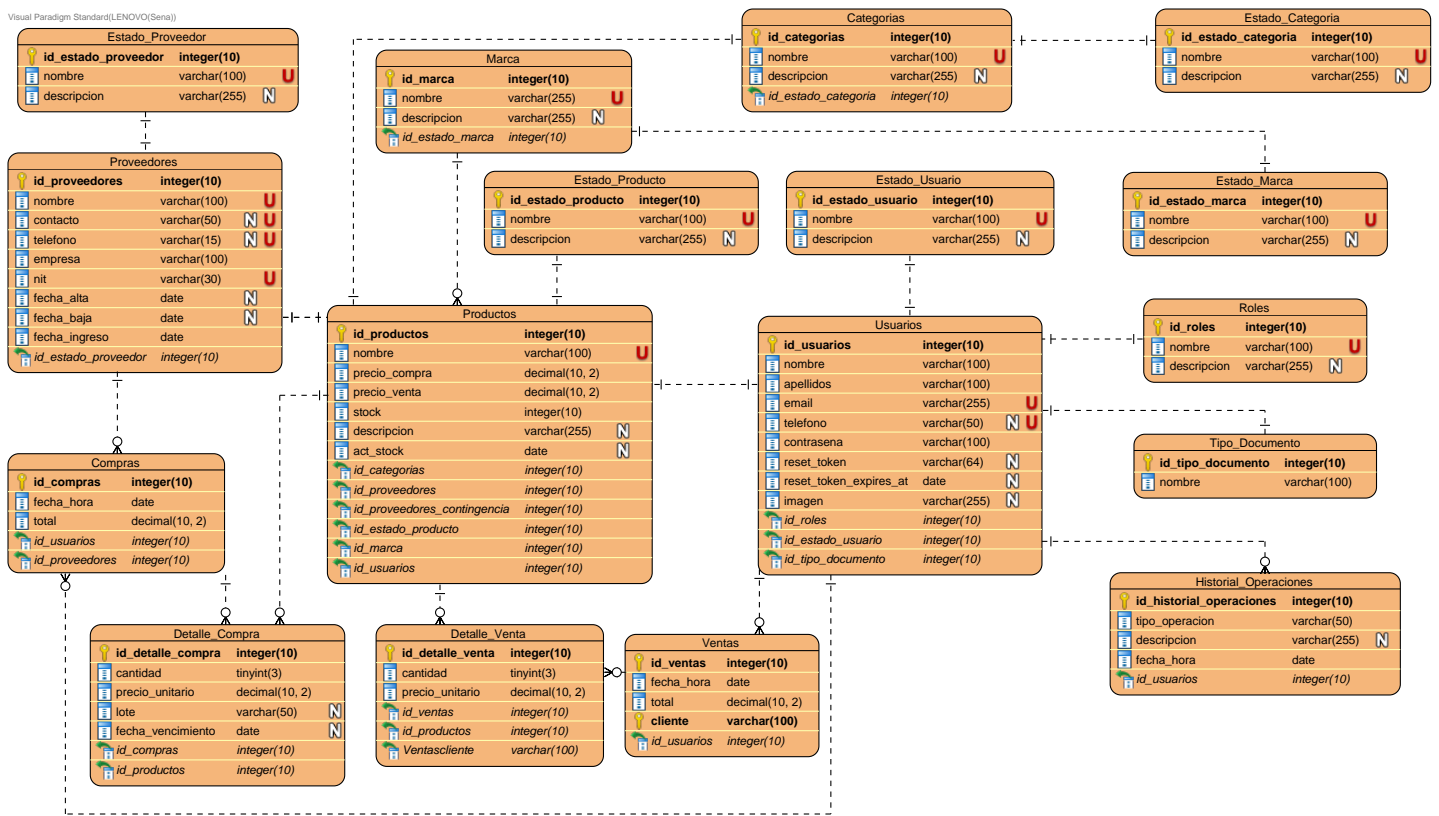 Visual Paradigm Standard(LENOVO(Sena))
Estado_Proveedor
id_estado_proveedor integer(10)
nombre varchar(100) U
descripcion varchar(255) N
Marca
id_marca integer(10)
nombre varchar(255) U
descripcion varchar(255) N
id_estado_marca integer(10)
Categorias
id_categorias integer(10)
nombre varchar(100) U
descripcion varchar(255) N
id_estado_categoria integer(10)
Estado_Categoria
id_estado_categoria integer(10)
nombre varchar(100) U
descripcion varchar(255) N
Proveedores
id_proveedores integer(10)
nombre varchar(100) U
contacto varchar(50) N U
telefono varchar(15) N U
empresa varchar(100)
nit varchar(30) U
fecha_alta date N
fecha_baja date N
fecha_ingreso date
id_estado_proveedor integer(10)
Estado_Producto
id_estado_producto integer(10)
nombre varchar(100) U
descripcion varchar(255) N
Estado_Usuario
id_estado_usuario integer(10)
nombre varchar(100) U
descripcion varchar(255) N
Estado_Marca
id_estado_marca integer(10)
nombre varchar(100) U
descripcion varchar(255) N
Productos
id_productos integer(10)
nombre varchar(100) U
precio_compra decimal(10, 2)
precio_venta decimal(10, 2)
stock integer(10)
descripcion varchar(255) N
act_stock date N
id_categorias integer(10)
id_proveedores integer(10)
id_proveedores_contingencia integer(10)
id_estado_producto integer(10)
id_marca integer(10)
id_usuarios integer(10)
Usuarios
id_usuarios integer(10)
nombre varchar(100)
apellidos varchar(100)
email varchar(255) U
telefono varchar(50) N U
contrasena varchar(100)
reset_token varchar(64) N
reset_token_expires_at date N
imagen varchar(255) N
id_roles integer(10)
id_estado_usuario integer(10)
id_tipo_documento integer(10)
Roles
id_roles integer(10)
nombre varchar(100) U
descripcion varchar(255) N
Tipo_Documento
id_tipo_documento integer(10)
nombre varchar(100)
Compras
id_compras integer(10)
fecha_hora date
total decimal(10, 2)
id_usuarios integer(10)
id_proveedores integer(10)
Historial_Operaciones
id_historial_operaciones integer(10)
tipo_operacion varchar(50)
descripcion varchar(255) N
fecha_hora date
id_usuarios integer(10)
Detalle_Compra
id_detalle_compra integer(10)
cantidad tinyint(3)
precio_unitario decimal(10, 2)
lote varchar(50) N
fecha_vencimiento date N
id_compras integer(10)
id_productos integer(10)
Detalle_Venta
id_detalle_venta integer(10)
cantidad tinyint(3)
precio_unitario decimal(10, 2)
id_ventas integer(10)
id_productos integer(10)
Ventascliente varchar(100)
Ventas
id_ventas integer(10)
fecha_hora date
total decimal(10, 2)
cliente varchar(100)
id_usuarios integer(10)